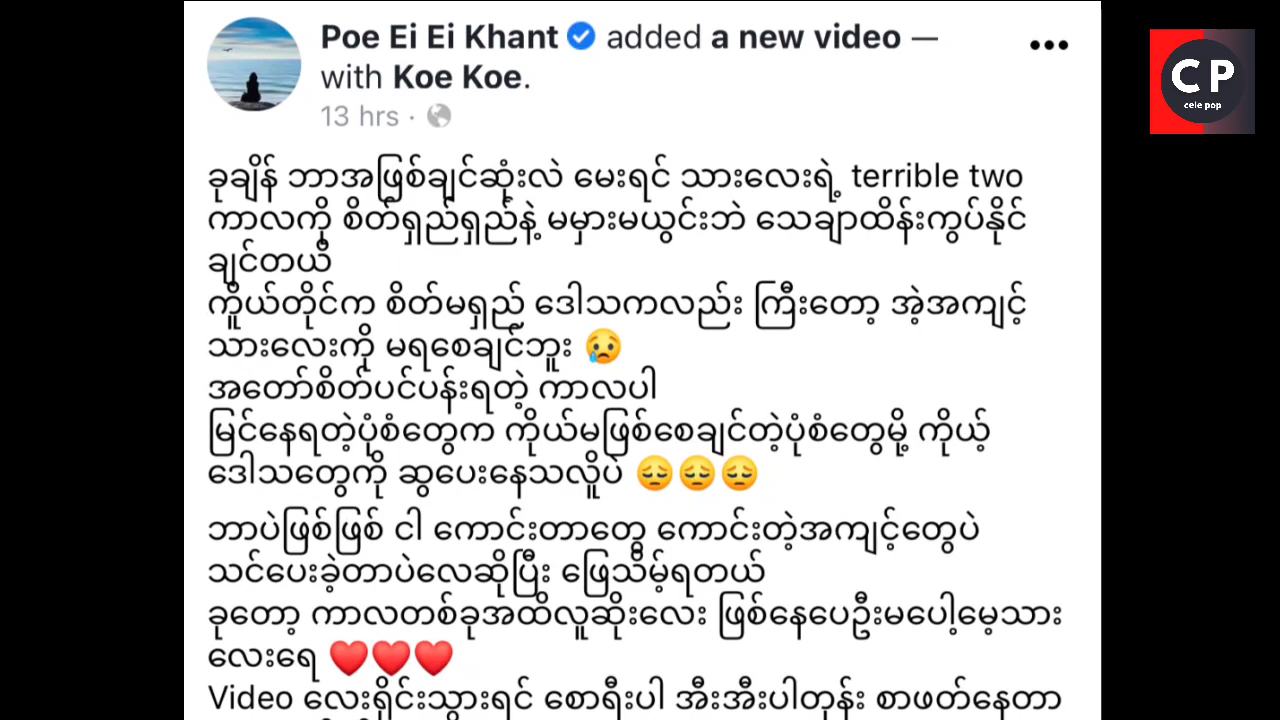 Poe Ei Ei Khant added a new video —
with Koe Koe.
13 hrs ·
CP
cele pop
ခုချိန် ဘာအဖြစ်ချင်ဆုံးလဲ မေးရင် သားလေးရဲ့ terrible two
ကာလကို စိတ်ရှည်ရှည်နဲ့ မမှားမယွင်းဘဲ သေချာထိန်းကွပ်နိုင်
ချင်တယ်
ကိုယ်တိုင်က စိတ်မရှည် ဒေါသကလည်း ကြီးတော့ အဲ့အကျင့်
သားလေးကို မရစေချင်ဘူး 😢
အတော်စိတ်ပင်ပန်းရတဲ့ ကာလပါ
မြင်နေရတဲ့ပုံစံတွေက ကိုယ်မဖြစ်စေချင်တဲ့ပုံစံတွေမို့ ကိုယ့်
ဒေါသတွေကို ဆွပေးနေသလိူပဲ 😔😔😔
ဘာပဲဖြစ်ဖြစ် ငါ ကောင်းတာတွေ ကောင်းတဲ့အကျင့်တွေပဲ
သင်ပေးခဲ့တာပဲလေဆိုပြီး ဖြေသိမ့်ရတယ်
ခုတော့ ကာလတစ်ခုအထိလူဆိုးလေး ဖြစ်နေပေဦးမပေါ့မေ့သား
လေးရေ ❤️❤️❤️
Video လေးရိုင်းသွားရင် စောရီးပါ အီးအီးပါတုန်း စာဖတ်နေတာ